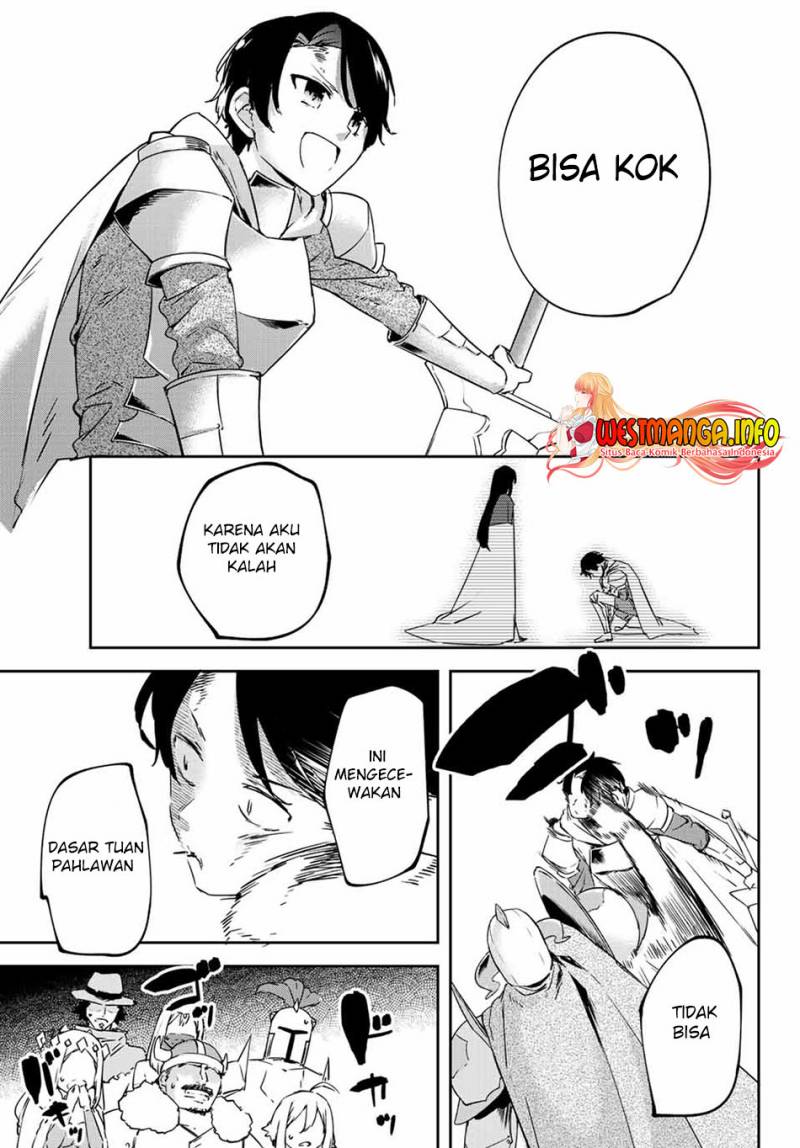 BISA KOK
WESTMANGA.INFO
Situs Baca Komik Berbahasa Indonesia
KARENA AKU
TIDAK AKAN
KALAH
TIDAK
BISA
INI
MENGECE-
WAKAN
DASAR TUAN
PAHLAWAN